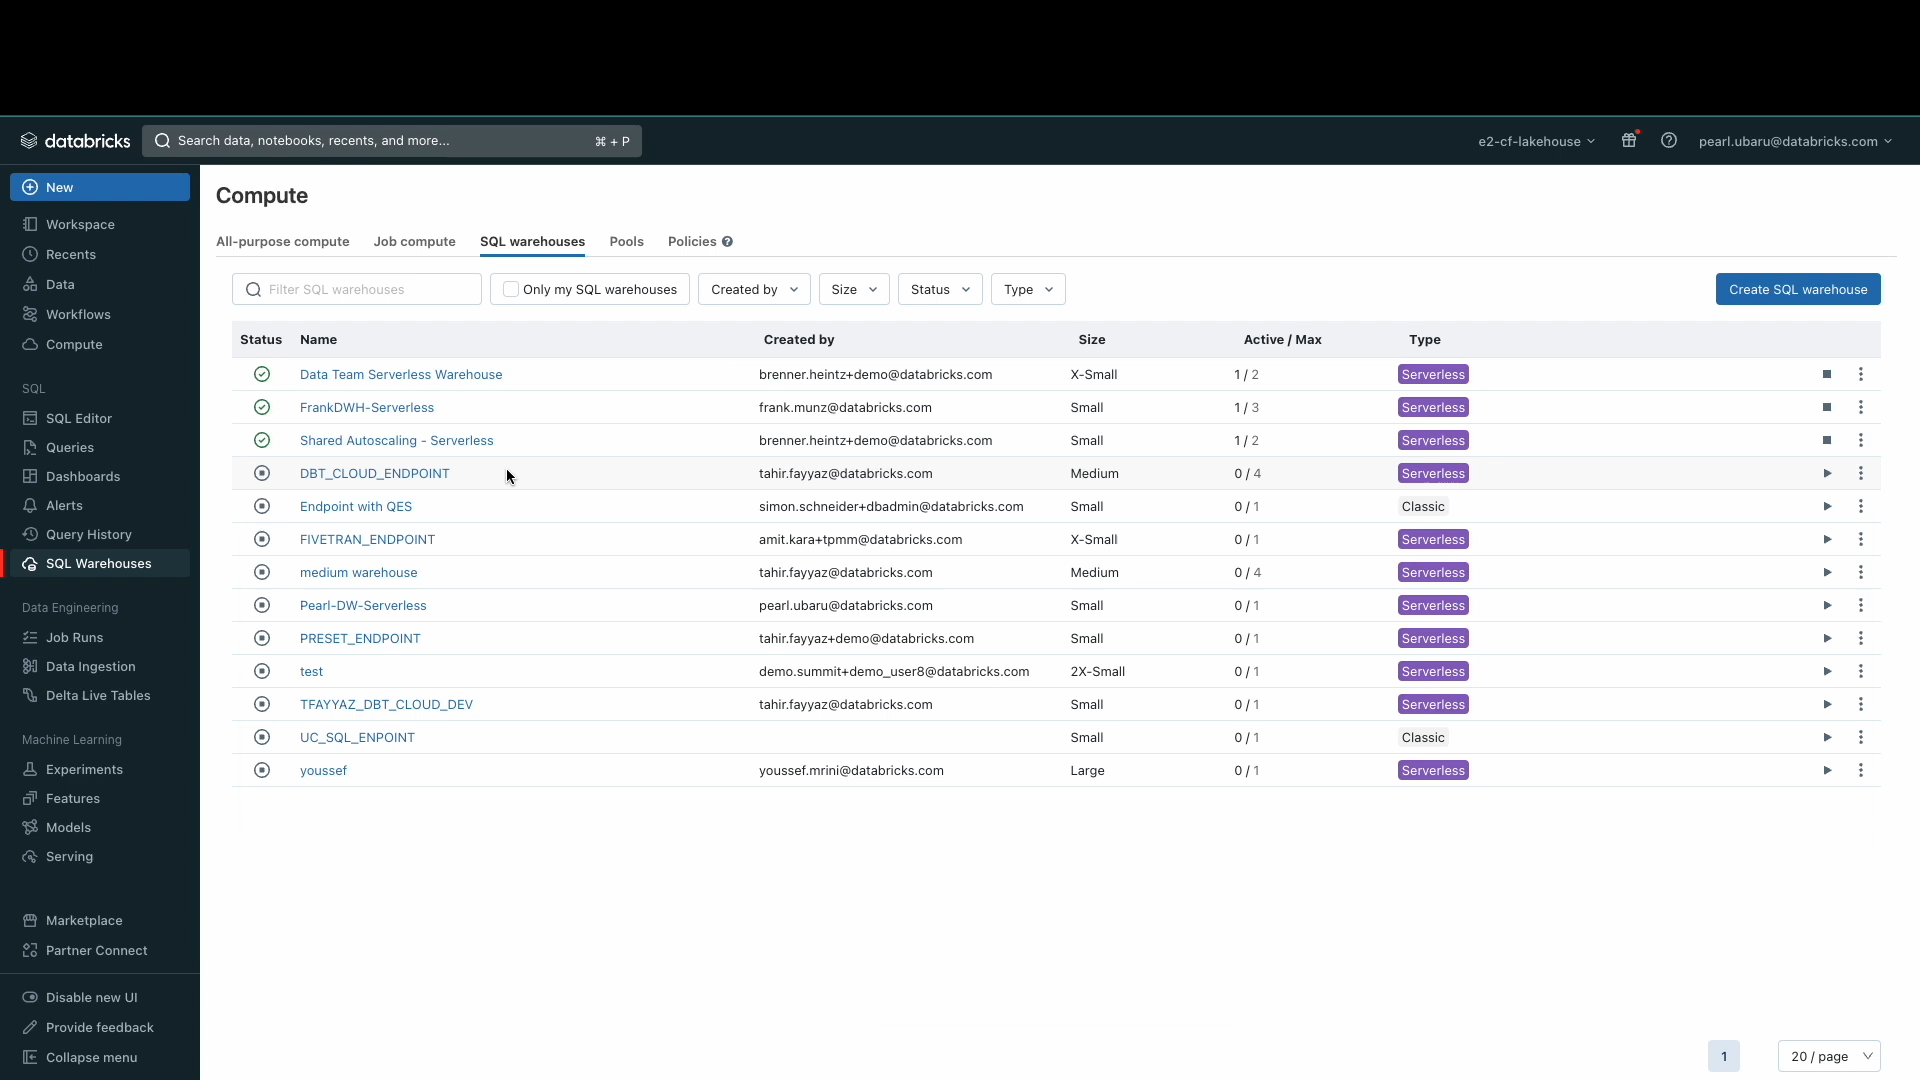 databricks
Search data, notebooks, recents, and more... ⌘ + P
e2-cf-lakehouse
pearl.ubaru@databricks.com
New
Workspace
Recents
Data
Workflows
Compute
SQL
SQL Editor
Queries
Dashboards
Alerts
Query History
SQL Warehouses
Data Engineering
Job Runs
Data Ingestion
Delta Live Tables
Machine Learning
Experiments
Features
Models
Serving
Marketplace
Partner Connect
Disable new UI
Provide feedback
Collapse menu
Compute
All-purpose compute Job compute SQL warehouses Pools Policies ?
Filter SQL warehouses Only my SQL warehouses Created by Size Status Type Create SQL warehouse
Status Name Created by Size Active / Max Type
Data Team Serverless Warehouse brenner.heintz+demo@databricks.com X-Small 1 / 2 Serverless
FrankDWH-Serverless frank.munz@databricks.com Small 1 / 3 Serverless
Shared Autoscaling - Serverless brenner.heintz+demo@databricks.com Small 1 / 2 Serverless
DBT_CLOUD_ENDPOINT tahir.fayyaz@databricks.com Medium 0 / 4 Serverless
Endpoint with QES simon.schneider+dbadmin@databricks.com Small 0 / 1 Classic
FIVETRAN_ENDPOINT amit.kara+tpmm@databricks.com X-Small 0 / 1 Serverless
medium warehouse tahir.fayyaz@databricks.com Medium 0 / 4 Serverless
Pearl-DW-Serverless pearl.ubaru@databricks.com Small 0 / 1 Serverless
PRESET_ENDPOINT tahir.fayyaz+demo@databricks.com Small 0 / 1 Serverless
test demo.summit+demo_user8@databricks.com 2X-Small 0 / 1 Serverless
TFAYYAZ_DBT_CLOUD_DEV tahir.fayyaz@databricks.com Small 0 / 1 Serverless
UC_SQL_ENPOINT Small 0 / 1 Classic
youssef youssef.mrini@databricks.com Large 0 / 1 Serverless
1 20 / page